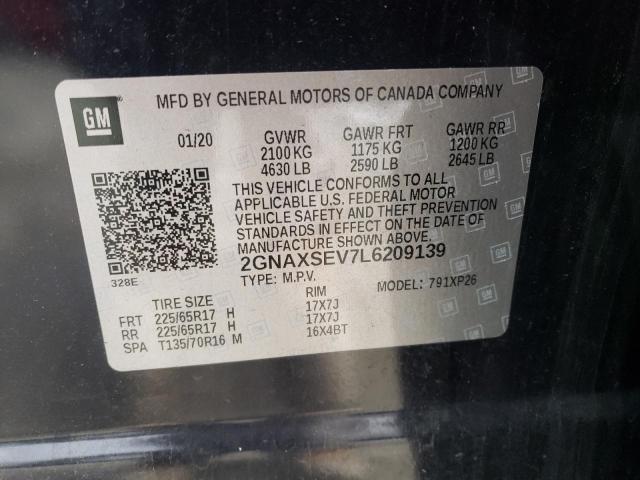 GM
MFD BY GENERAL MOTORS OF CANADA COMPANY
01/20 GVWR GAWR FRT GAWR RR
2100 KG 1175 KG 1200 KG
4630 LB 2590 LB 2645 LB
THIS VEHICLE CONFORMS TO ALL
APPLICABLE U.S. FEDERAL MOTOR
VEHICLE SAFETY AND THEFT PREVENTION
STANDARDS IN EFFECT ON THE DATE OF
MANUFACTURE SHOWN ABOVE.
2GNAXSEV7L6209139
328E
TYPE: M.P.V. MODEL: 791XP26
TIRE SIZE RIM
FRT 225/65R17 H 17X7J
RR 225/65R17 H 17X7J
SPA T135/70R16 M 16X4BT